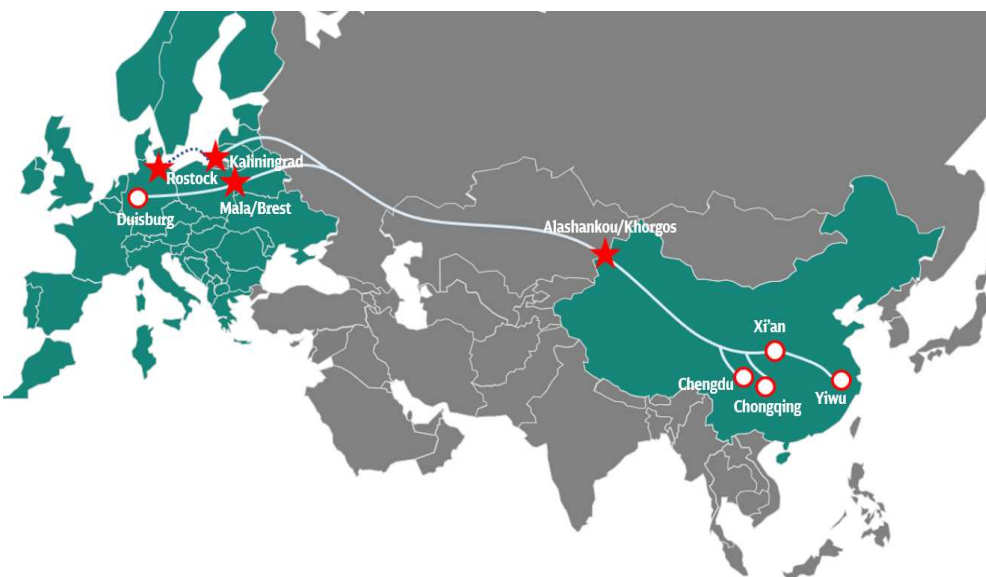 Kaliningrad
Rostock
Mala/Brest
Duisburg
Alashankou/Khorgos
Xi'an
Chengdu
Chongqing
Yiwu